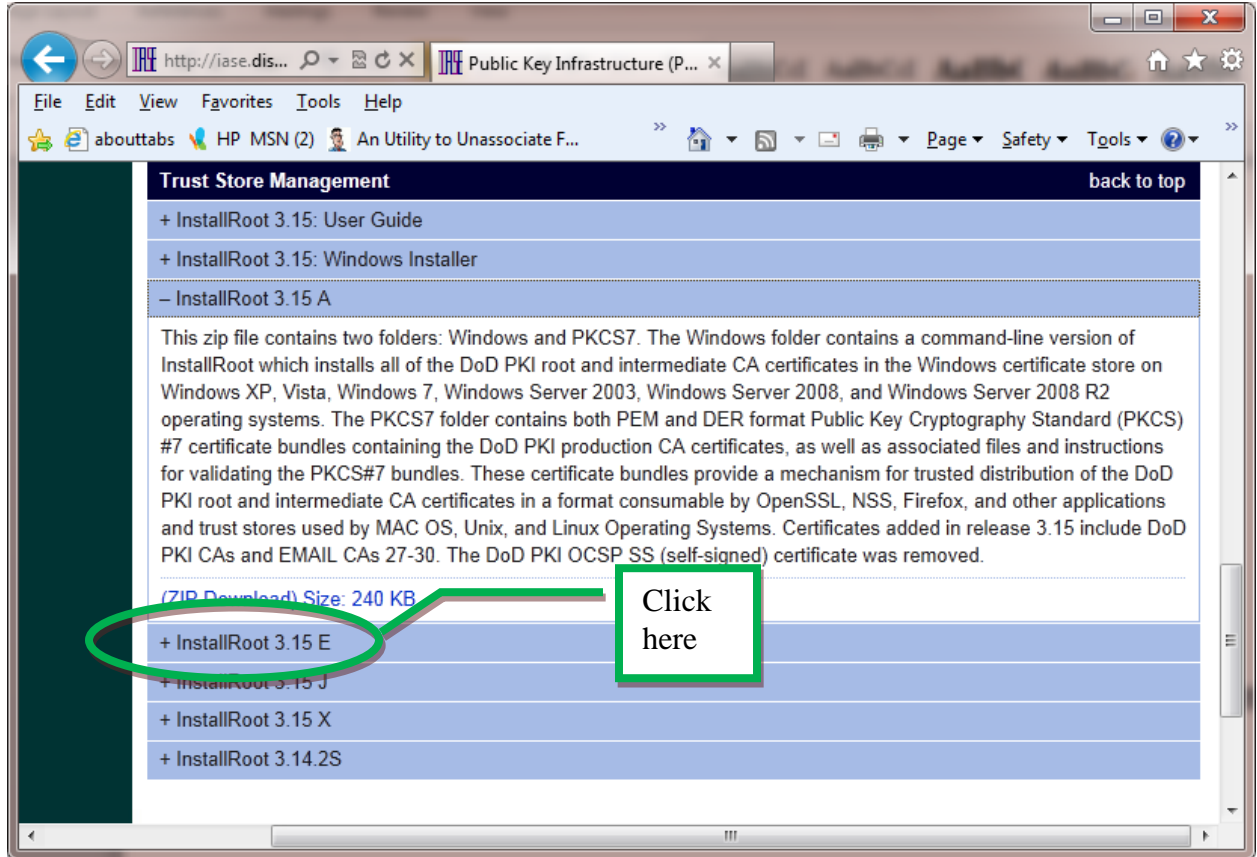 http://iase.dis...
Public Key Infrastructure (P...
File Edit View Favorites Tools Help
abouttabs HP MSN (2) An Utility to Unassociate F... Page Safety Tools
Trust Store Management back to top
+ InstallRoot 3.15: User Guide
+ InstallRoot 3.15: Windows Installer
– InstallRoot 3.15 A
This zip file contains two folders: Windows and PKCS7. The Windows folder contains a command-line version of
InstallRoot which installs all of the DoD PKI root and intermediate CA certificates in the Windows certificate store on
Windows XP, Vista, Windows 7, Windows Server 2003, Windows Server 2008, and Windows Server 2008 R2
operating systems. The PKCS7 folder contains both PEM and DER format Public Key Cryptography Standard (PKCS)
#7 certificate bundles containing the DoD PKI production CA certificates, as well as associated files and instructions
for validating the PKCS#7 bundles. These certificate bundles provide a mechanism for trusted distribution of the DoD
PKI root and intermediate CA certificates in a format consumable by OpenSSL, NSS, Firefox, and other applications
and trust stores used by MAC OS, Unix, and Linux Operating Systems. Certificates added in release 3.15 include DoD
PKI CAs and EMAIL CAs 27-30. The DoD PKI OCSP SS (self-signed) certificate was removed.
(ZIP Download) Size: 240 KB
Click
here
+ InstallRoot 3.15 E
+ InstallRoot 3.15 J
+ InstallRoot 3.15 X
+ InstallRoot 3.14.2S